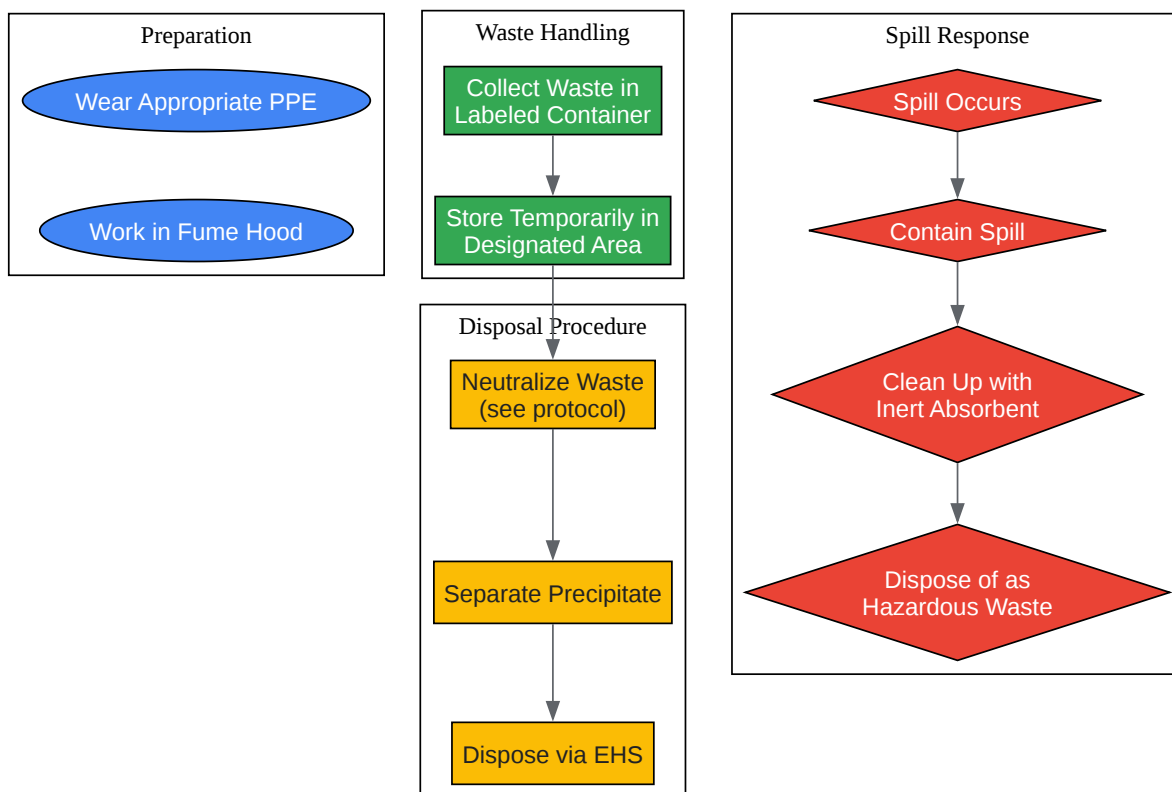 Preparation
Wear Appropriate PPE
Work in Fume Hood
Waste Handling
Collect Waste in
Labeled Container
Store Temporarily in
Designated Area
Disposal Procedure
Neutralize Waste
(see protocol)
Separate Precipitate
Dispose via EHS
Spill Response
Spill Occurs
Contain Spill
Clean Up with
Inert Absorbent
Dispose of as
Hazardous Waste